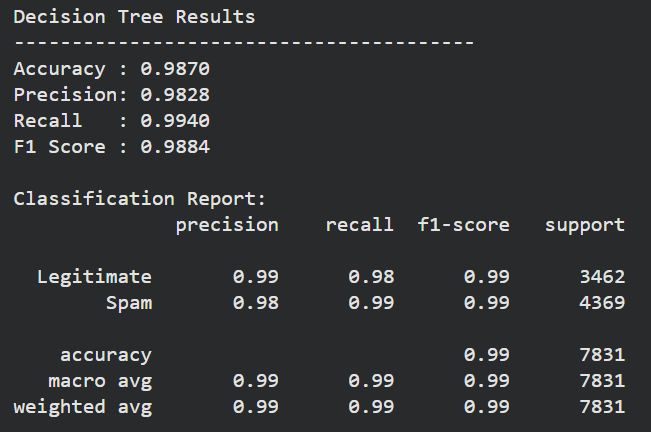 Decision Tree Results
----------------------------------------
Accuracy : 0.9870
Precision: 0.9828
Recall   : 0.9940
F1 Score : 0.9884

Classification Report:
              precision    recall  f1-score   support

  Legitimate       0.99      0.98      0.99      3462
        Spam       0.98      0.99      0.99      4369

    accuracy                           0.99      7831
   macro avg       0.99      0.99      0.99      7831
weighted avg       0.99      0.99      0.99      7831